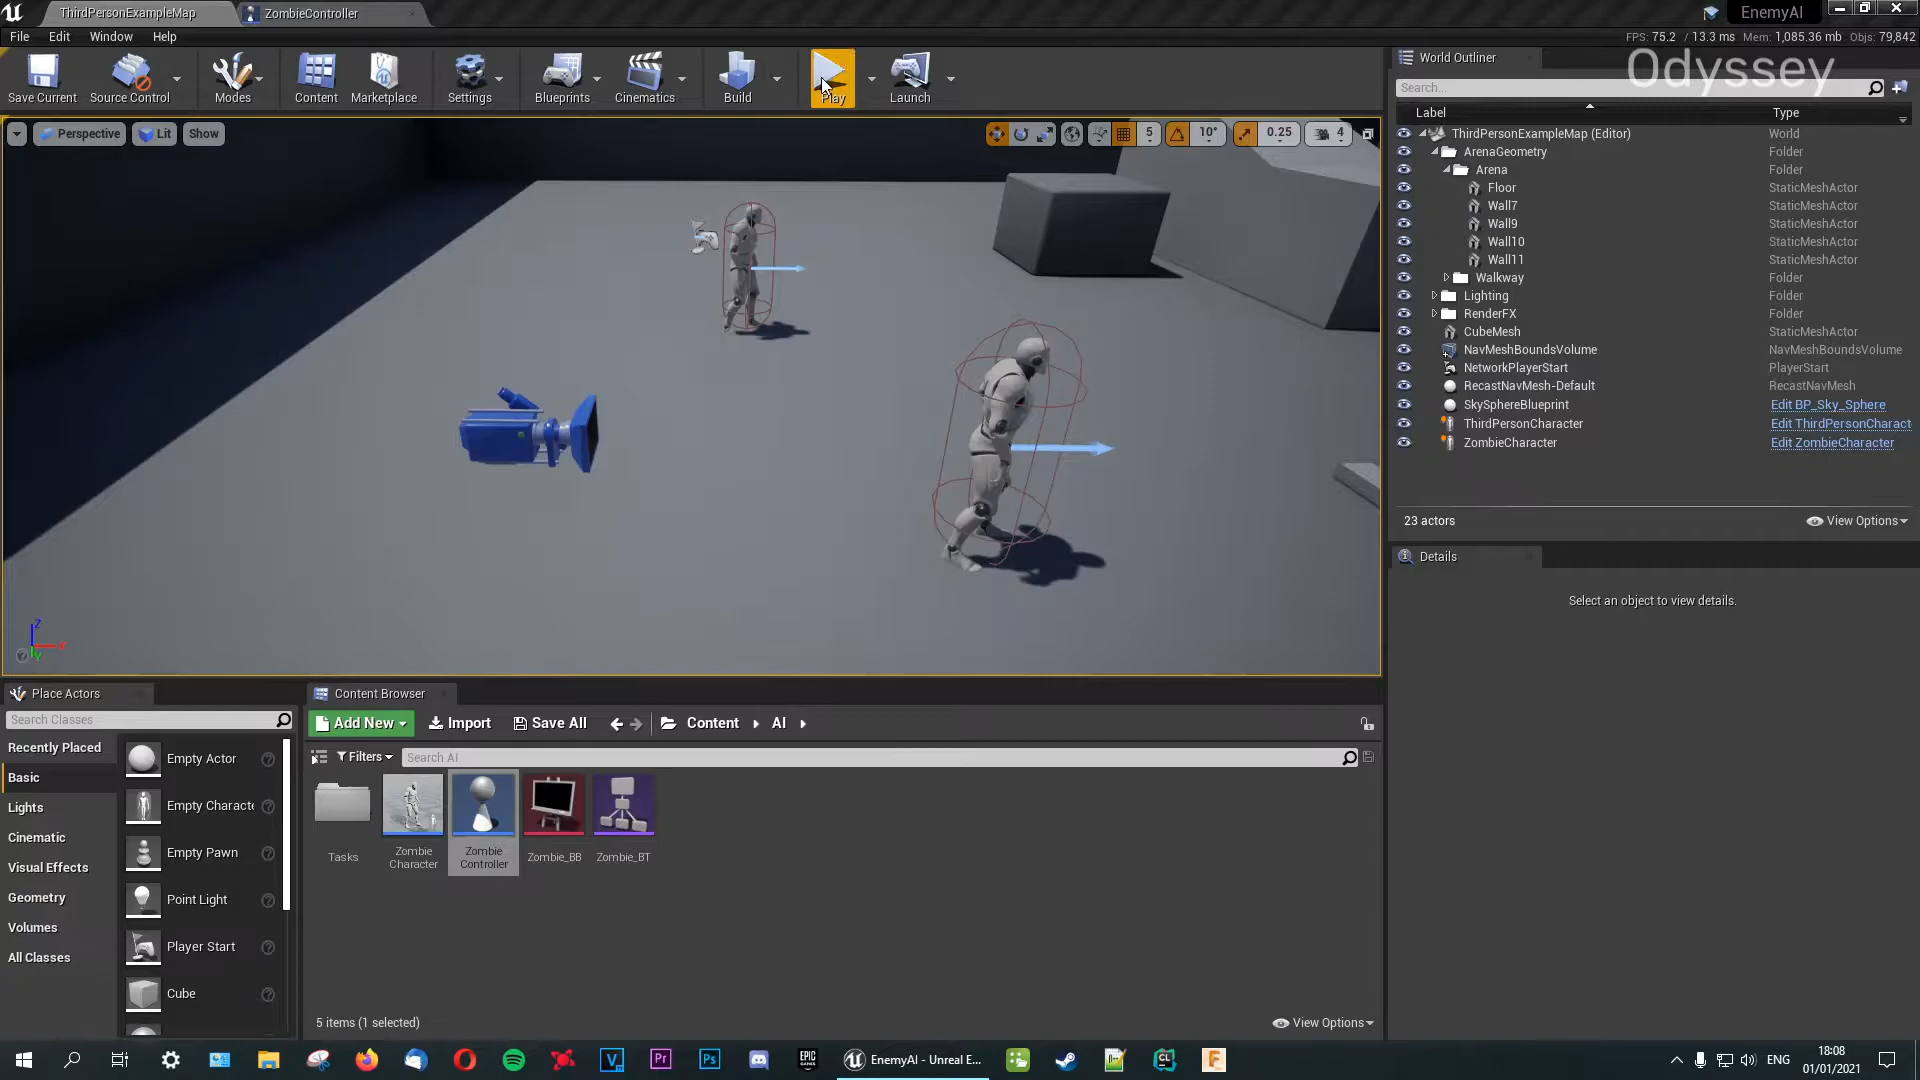 ThirdPersonExampleMap
ZombieController
EnemyAI
File Edit Window Help
FPS: 75.2 / 13.3 ms Mem: 1,085.36 mb Objs: 79,842
Save Current
Source Control
Modes
Content
Marketplace
Settings
Blueprints
Cinematics
Build
Play
Launch
World Outliner
Odyssey
Search...
Label Type
Perspective
Lit
Show
5
10°
0.25
4
ThirdPersonExampleMap (Editor) World
ArenaGeometry Folder
Arena Folder
Floor StaticMeshActor
Wall7 StaticMeshActor
Wall9 StaticMeshActor
Wall10 StaticMeshActor
Wall11 StaticMeshActor
Walkway Folder
Lighting Folder
RenderFX Folder
CubeMesh StaticMeshActor
NavMeshBoundsVolume NavMeshBoundsVolume
NetworkPlayerStart PlayerStart
RecastNavMesh-Default RecastNavMesh
SkySphereBlueprint Edit BP_Sky_Sphere
ThirdPersonCharacter Edit ThirdPersonCharact
ZombieCharacter Edit ZombieCharacter
23 actors
View Options
Details
Select an object to view details.
Z
X
Y
Place Actors
Search Classes
Recently Placed
Basic
Lights
Cinematic
Visual Effects
Geometry
Volumes
All Classes
Empty Actor
Empty Characte
Empty Pawn
Point Light
Player Start
Cube
Content Browser
Add New
Import
Save All
Content
AI
Filters
Search AI
Tasks
Zombie
Character
Zombie
Controller
Zombie_BB
Zombie_BT
5 items (1 selected)
View Options
EnemyAI - Unreal E...
ENG
18:08
01/01/2021